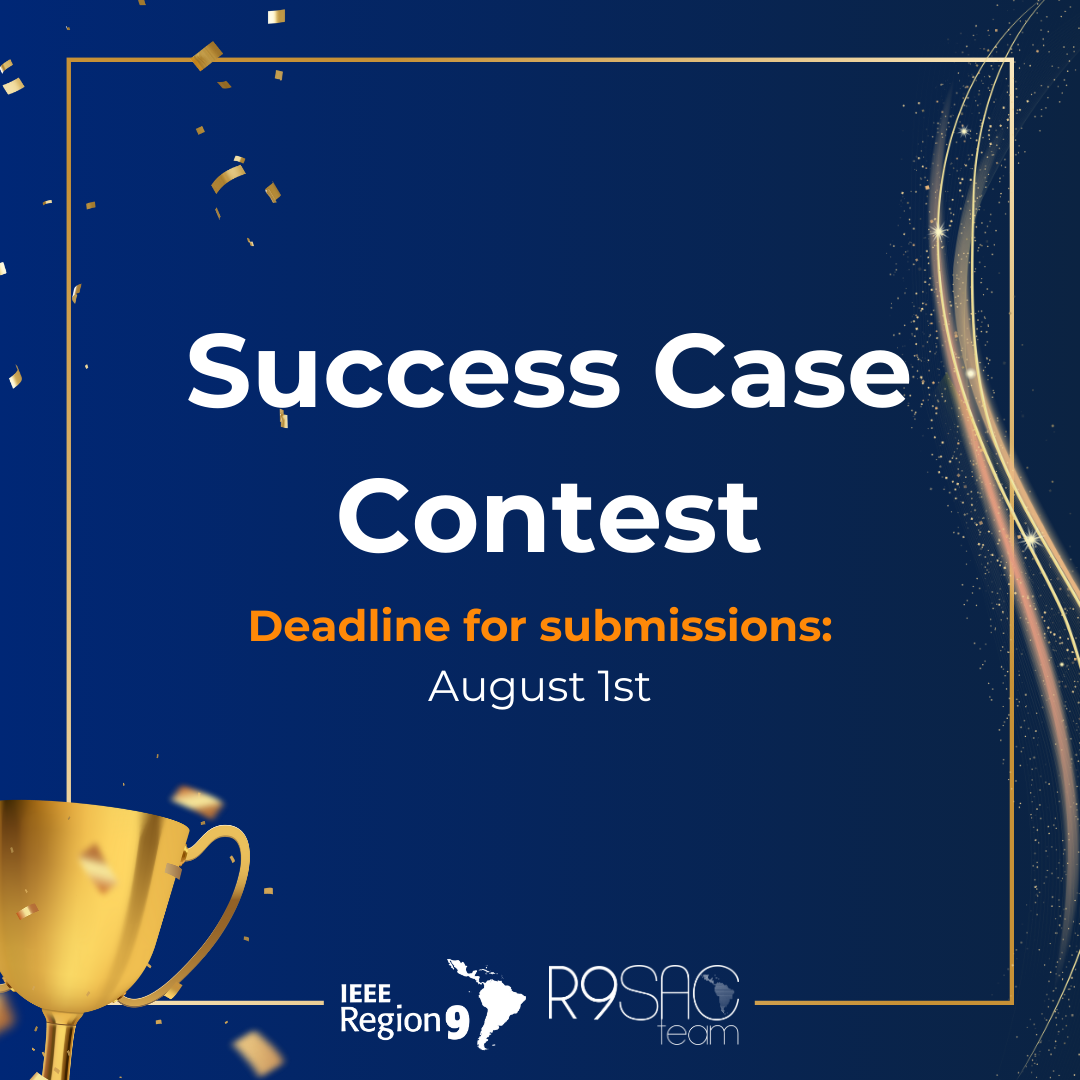 Success Case
Contest
Deadline for submissions:
August 1st
IEEE
Region 9
R9SAC
team